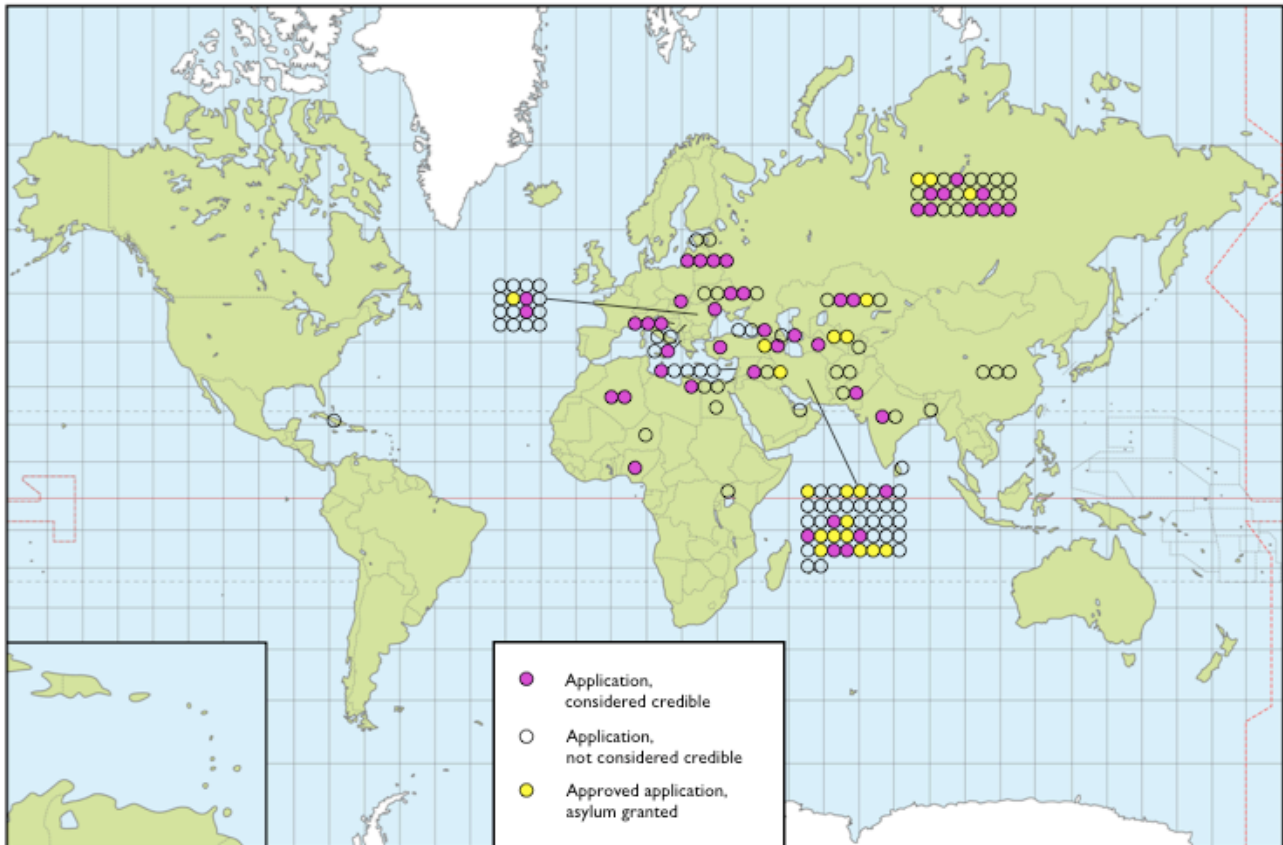 Application,
considered credible
Application,
not considered credible
Approved application,
asylum granted